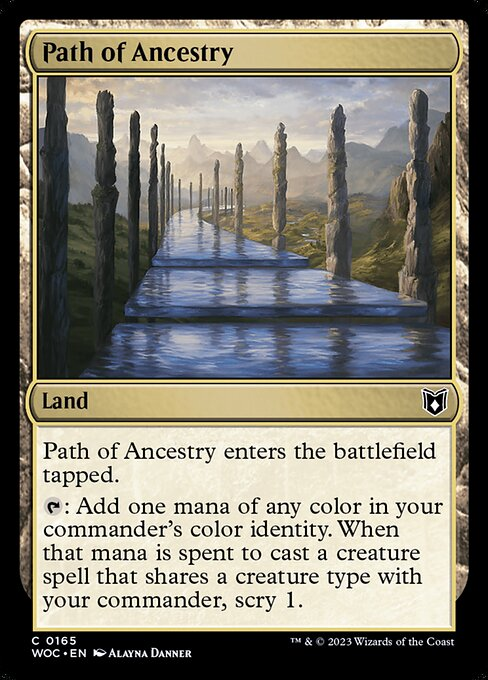 Path of Ancestry
Land
Path of Ancestry enters the battlefield
tapped.
: Add one mana of any color in your
commander's color identity. When
that mana is spent to cast a creature
spell that shares a creature type with
your commander, scry 1.
C 0165
WOC • EN Alayna Danner
™ & © 2023 Wizards of the Coast